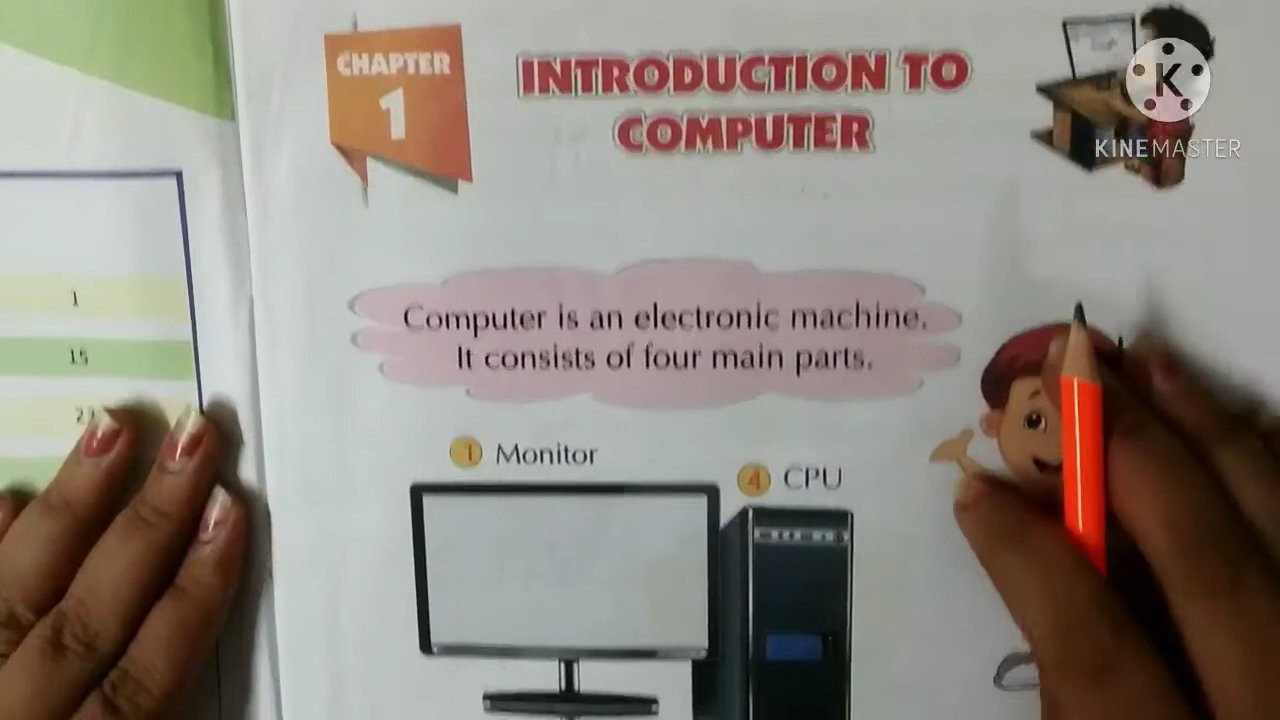 CHAPTER
1
INTRODUCTION TO
COMPUTER
K
KINEMASTER
Computer is an electronic machine.
It consists of four main parts.
1 Monitor
4 CPU
1
15